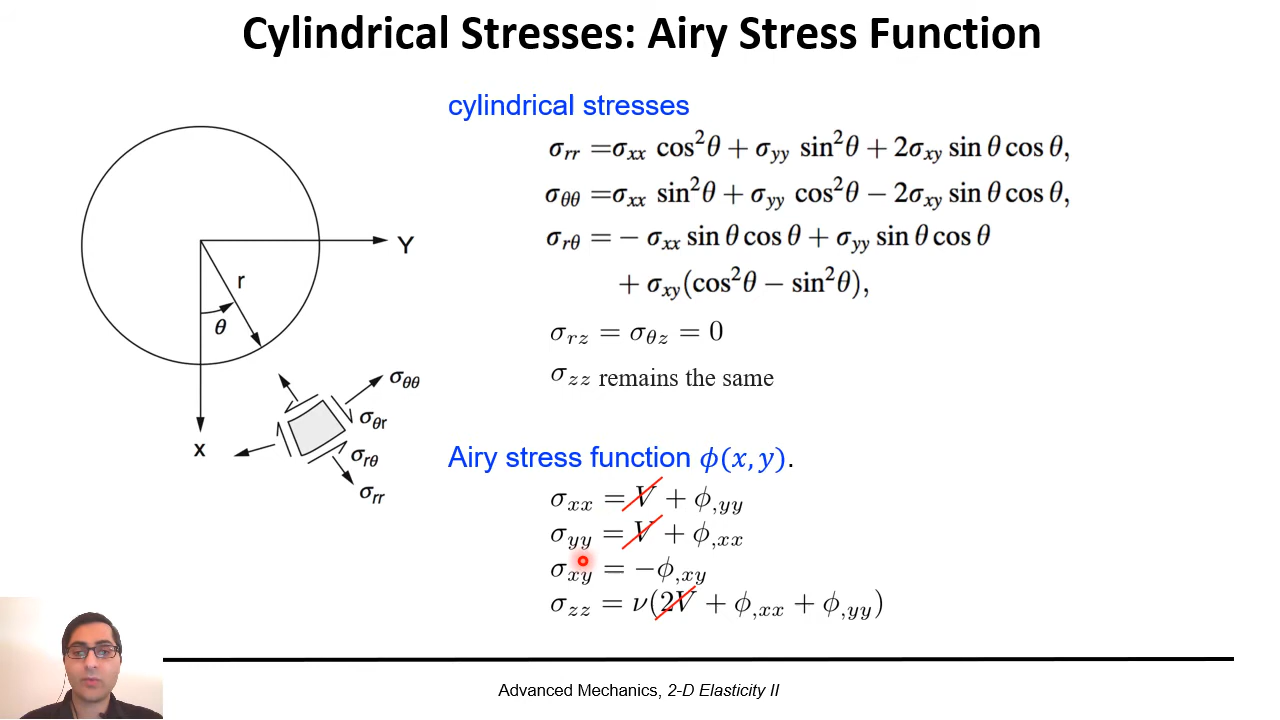 Cylindrical Stresses: Airy Stress Function
cylindrical stresses
σrr =σxx cos²θ + σyy sin²θ + 2σxy sin θ cos θ,
σθθ =σxx sin²θ + σyy cos²θ − 2σxy sin θ cos θ,
σrθ = − σxx sin θ cos θ + σyy sin θ cos θ
+ σxy(cos²θ − sin²θ),
σrz = σθz = 0
σzz remains the same
Y
r
θ
X
σθθ
σθr
σrθ
σrr
Airy stress function ϕ(x, y).
σxx = V + ϕ,yy
σyy = V + ϕ,xx
σxy = −ϕ,xy
σzz = ν(2V + ϕ,xx + ϕ,yy)
Advanced Mechanics, 2-D Elasticity II